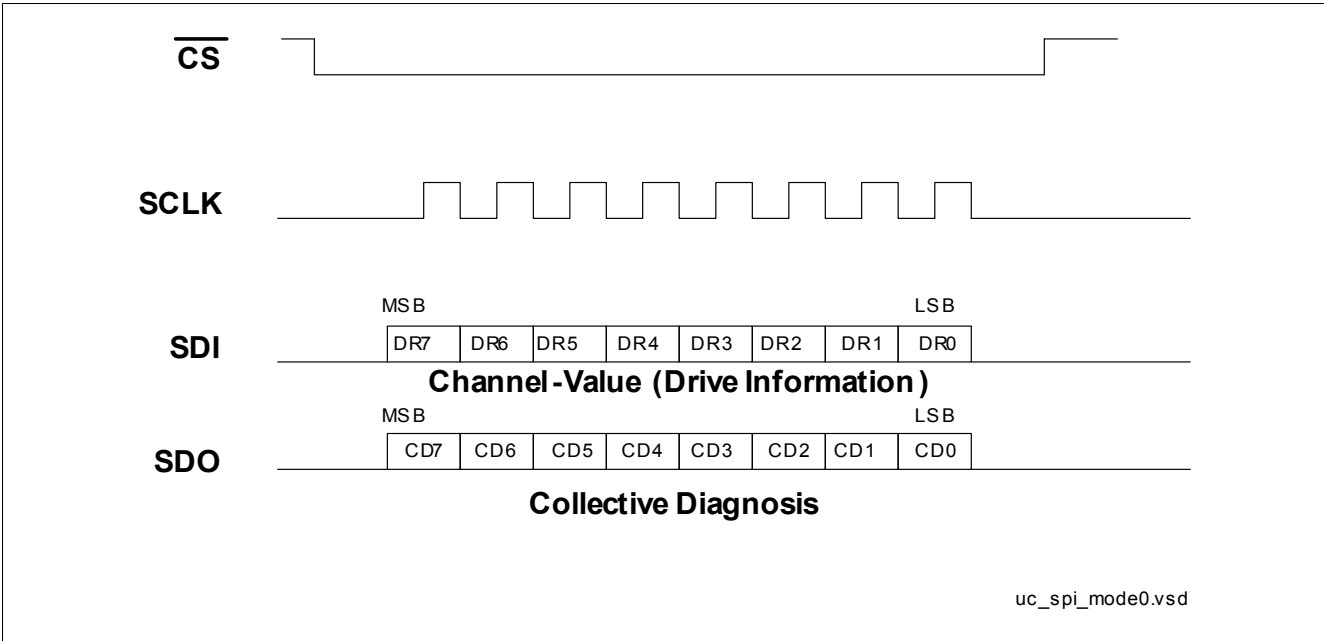 CS
SCLK
MSB LSB
SDI DR7 DR6 DR5 DR4 DR3 DR2 DR1 DR0
Channel-Value (Drive Information)
MSB LSB
SDO CD7 CD6 CD5 CD4 CD3 CD2 CD1 CD0
Collective Diagnosis
uc_spi_mode0.vsd